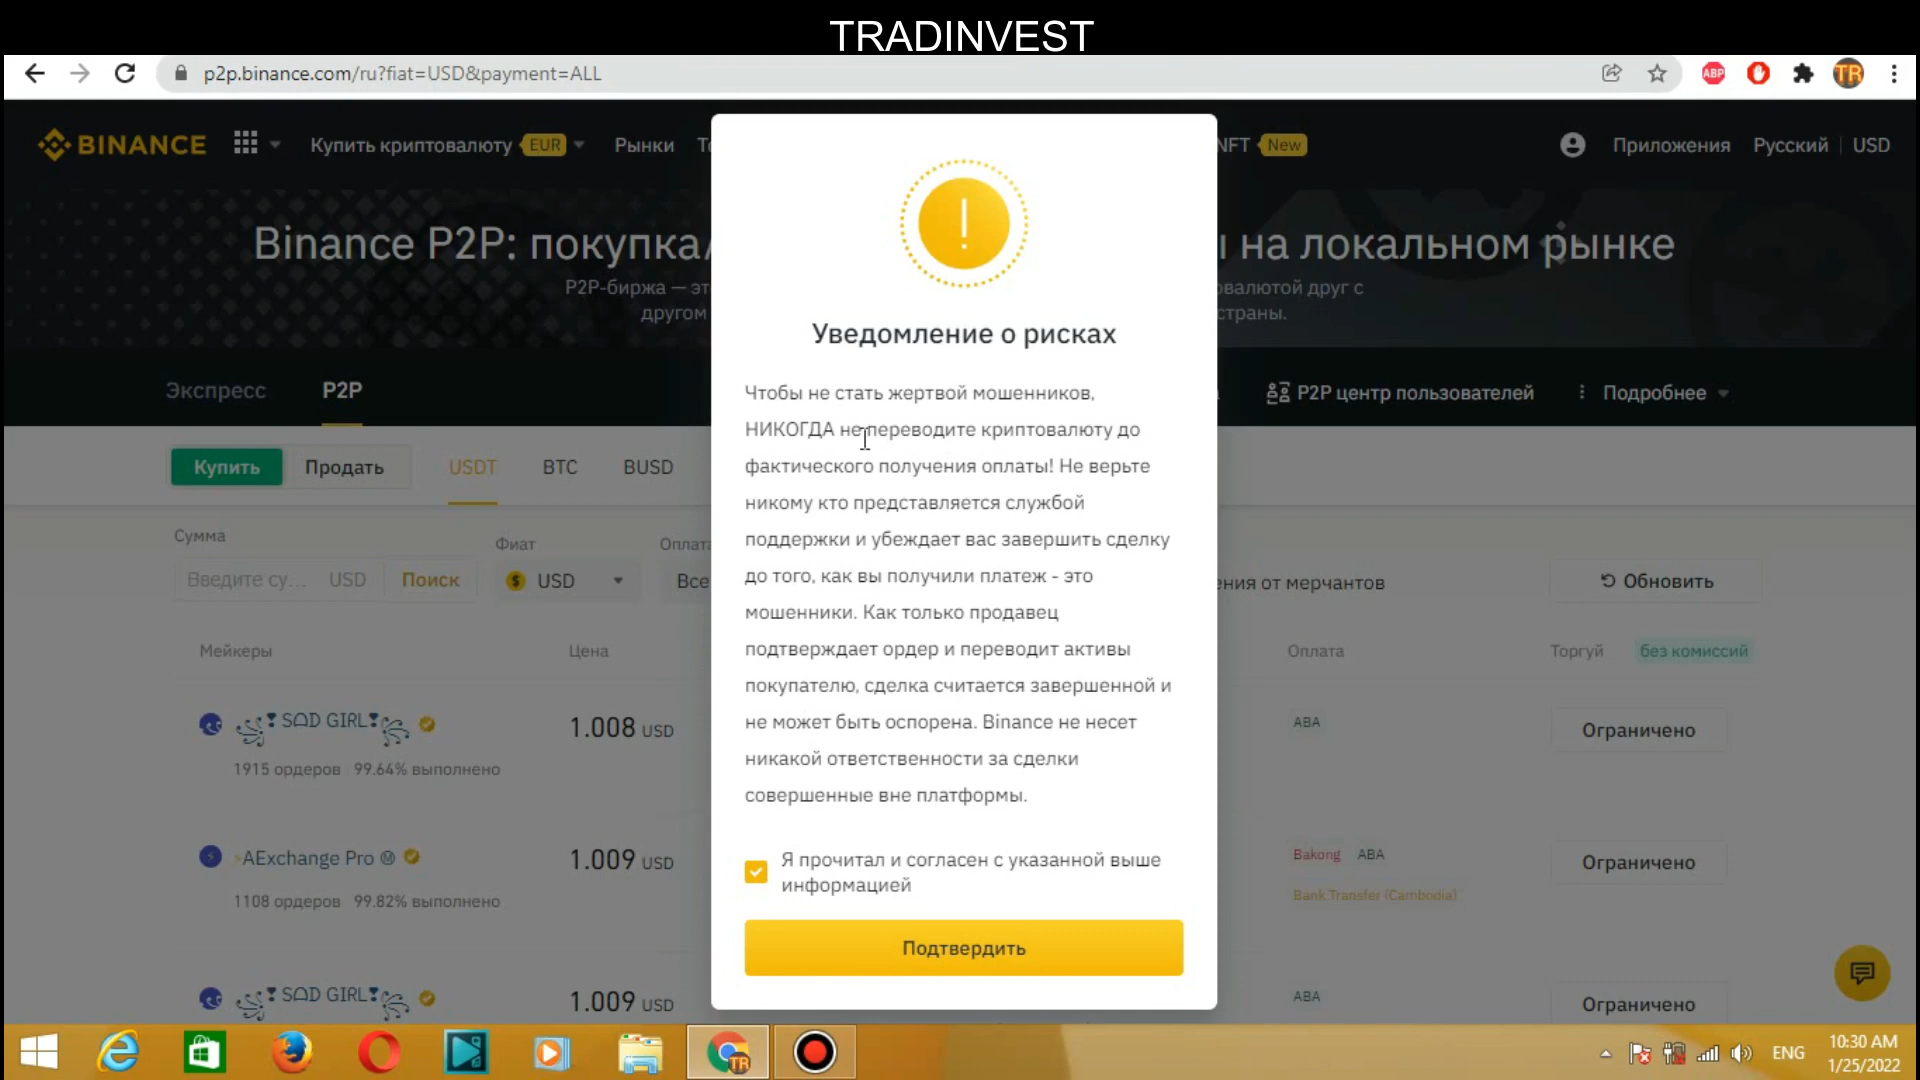 TRADINVEST
p2p.binance.com/ru?fiat=USD&payment=ALL
ABP
TR
BINANCE
Купить криптовалюту EUR
Рынки
NFT New
Приложения
Русский
USD
Binance P2P: покупка/
на локальном рынке
P2P-биржа — эт
овалютой друг с
другом
страны.
Экспресс
P2P
P2P центр пользователей
Подробнее
Купить
Продать
USDT
BTC
BUSD
Сумма
Фиат
Оплата
Введите су...
USD
Поиск
$ USD
Все
ения от мерчантов
Обновить
Мейкеры
Цена
Оплата
Торгуй
без комиссий
SΩD GIRL
1.008 USD
ABA
Ограничено
1915 ордеров 99.64% выполнено
AExchange Pro Ⓜ
1.009 USD
Bakong ABA
Ограничено
1108 ордеров 99.82% выполнено
Bank Transfer (Cambodia)
SΩD GIRL
1.009 USD
ABA
Ограничено
Уведомление о рисках
Чтобы не стать жертвой мошенников,
НИКОГДА не переводите криптовалюту до
фактического получения оплаты! Не верьте
никому кто представляется службой
поддержки и убеждает вас завершить сделку
до того, как вы получили платеж - это
мошенники. Как только продавец
подтверждает ордер и переводит активы
покупателю, сделка считается завершенной и
не может быть оспорена. Binance не несет
никакой ответственности за сделки
совершенные вне платформы.
Я прочитал и согласен с указанной выше
информацией
Подтвердить
TR
ENG
10:30 AM
1/25/2022